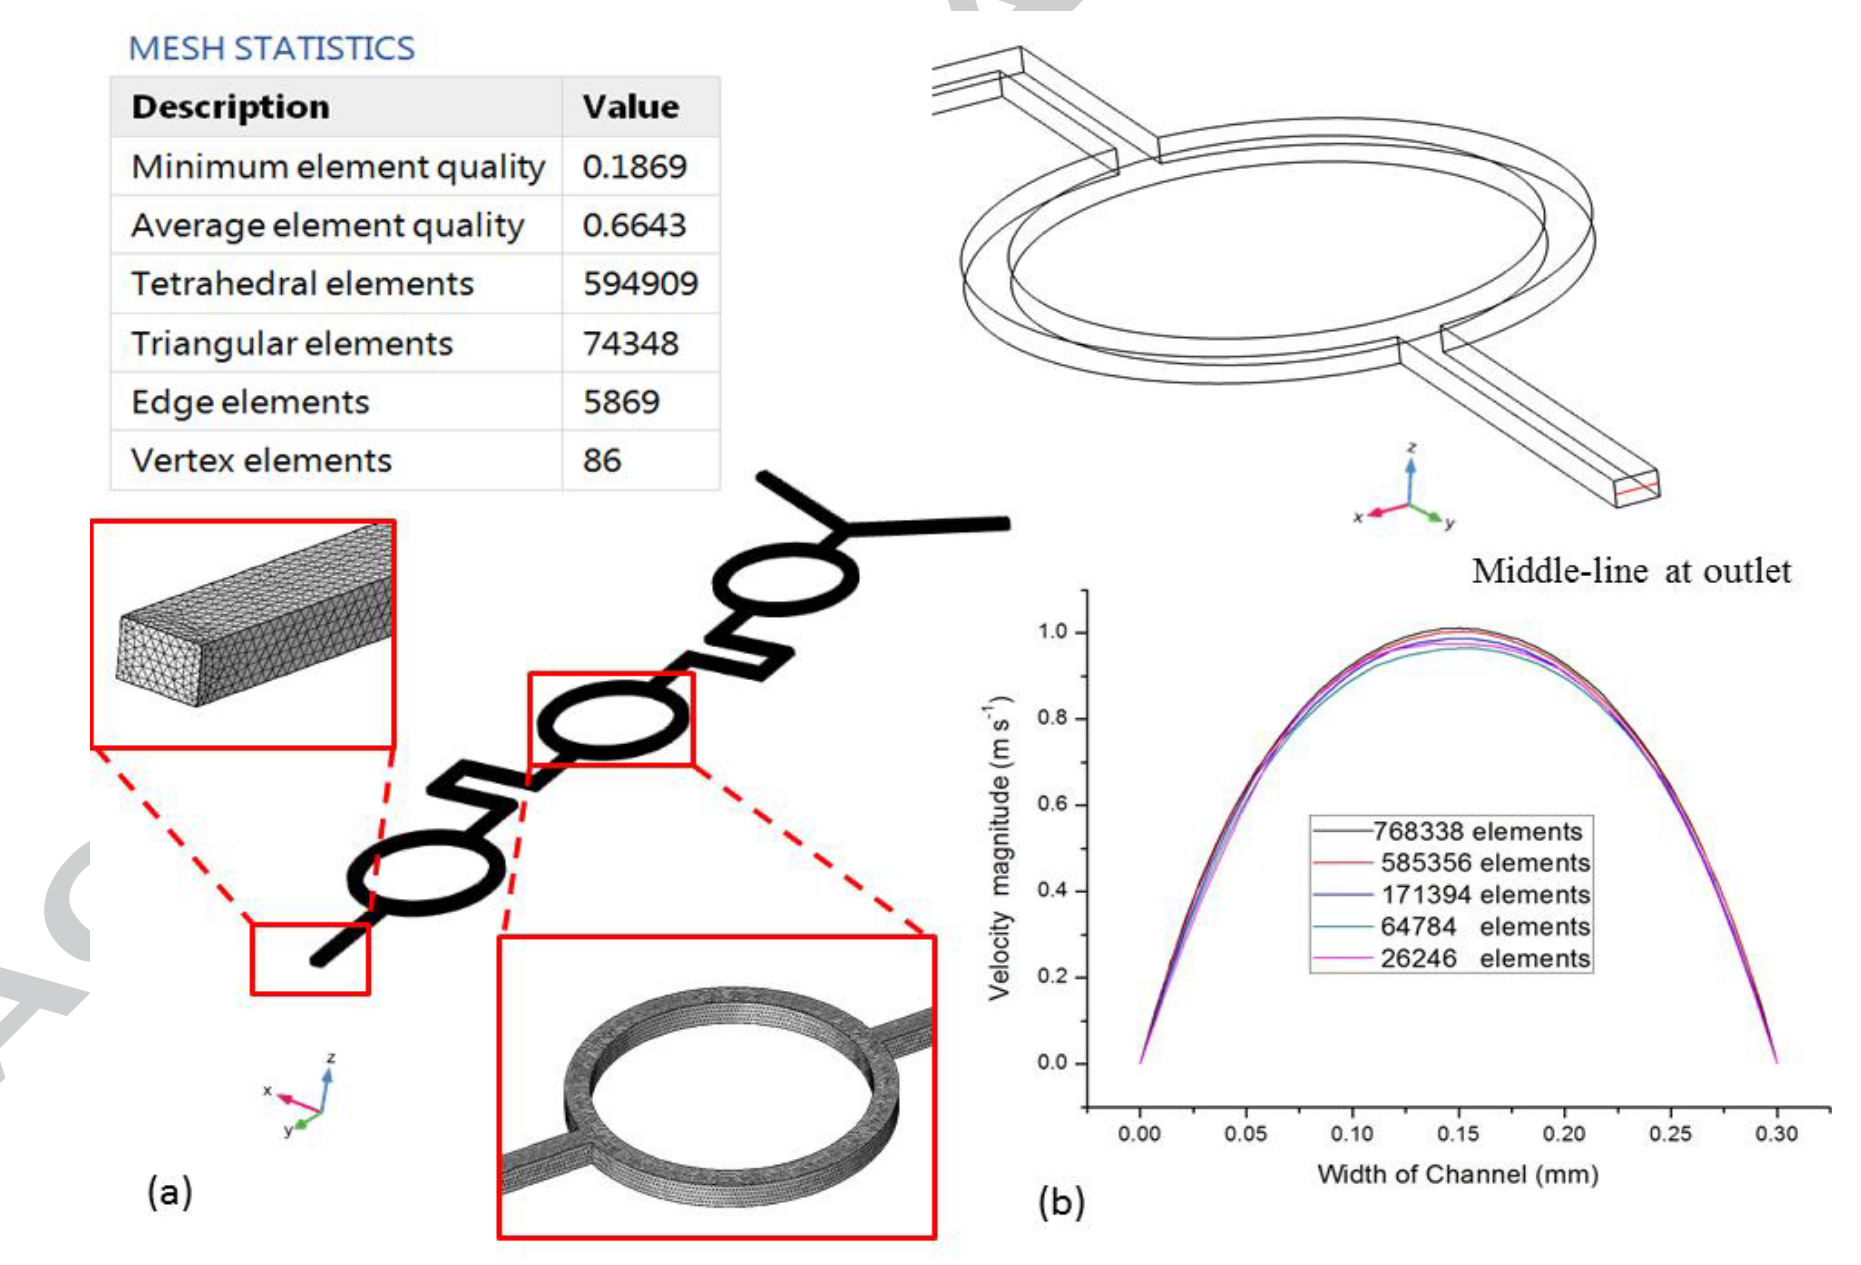 MESH STATISTICS
Description Value
Minimum element quality 0.1869
Average element quality 0.6643
Tetrahedral elements 594909
Triangular elements 74348
Edge elements 5869
Vertex elements 86
z
x
y
Middle-line at outlet
1.0
0.8
0.6
0.4
0.2
0.0
Velocity magnitude (m s⁻¹)
768338 elements
585356 elements
171394 elements
64784 elements
26246 elements
0.00 0.05 0.10 0.15 0.20 0.25 0.30
Width of Channel (mm)
z
x
y
(a)
(b)